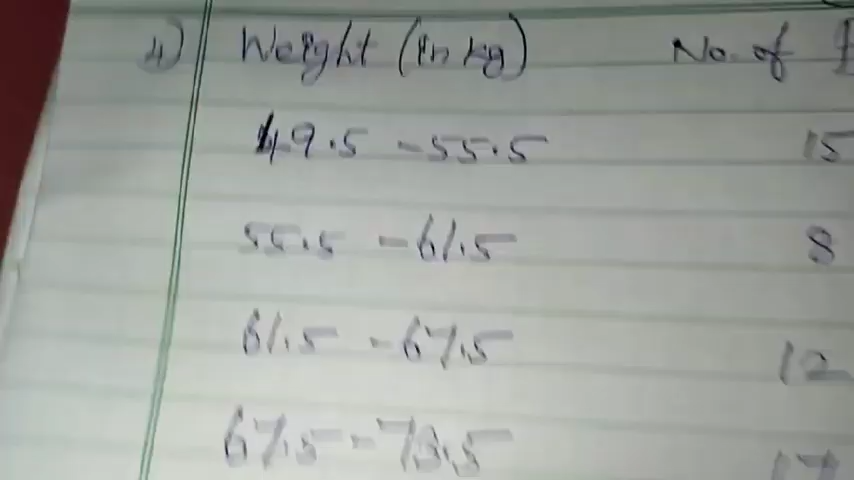 4) Weight (in kg) No. of
49.5 - 55.5 15
55.5 - 61.5 8
61.5 - 67.5 12
67.5 - 73.5 17